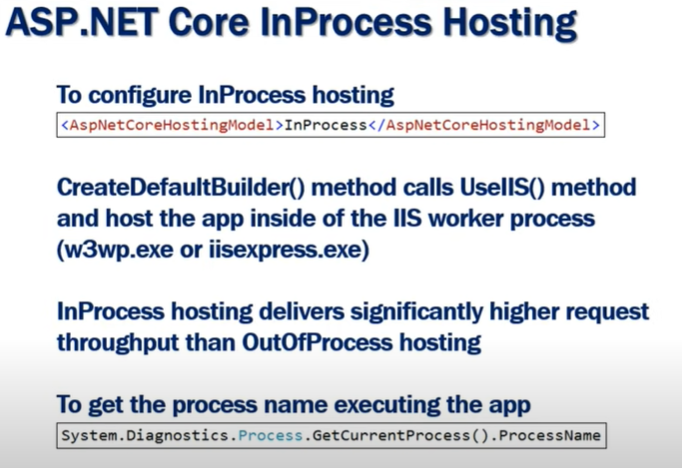 ASP.NET Core InProcess Hosting
To configure InProcess hosting
<AspNetCoreHostingModel>InProcess</AspNetCoreHostingModel>
CreateDefaultBuilder() method calls UseIIS() method
and host the app inside of the IIS worker process
(w3wp.exe or iisexpress.exe)
InProcess hosting delivers significantly higher request
throughput than OutOfProcess hosting
To get the process name executing the app
System.Diagnostics.Process.GetCurrentProcess().ProcessName